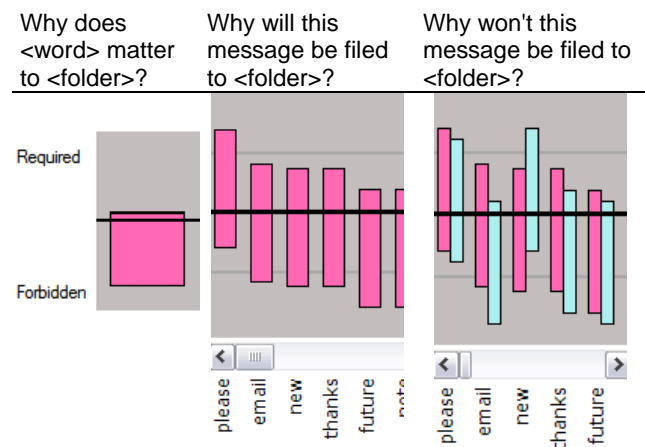 Why does
<word> matter
to <folder>?
Why will this
message be filed
to <folder>?
Why won't this
message be filed to
<folder>?
Required
Forbidden
please
email
new
thanks
future
please
email
new
thanks
future